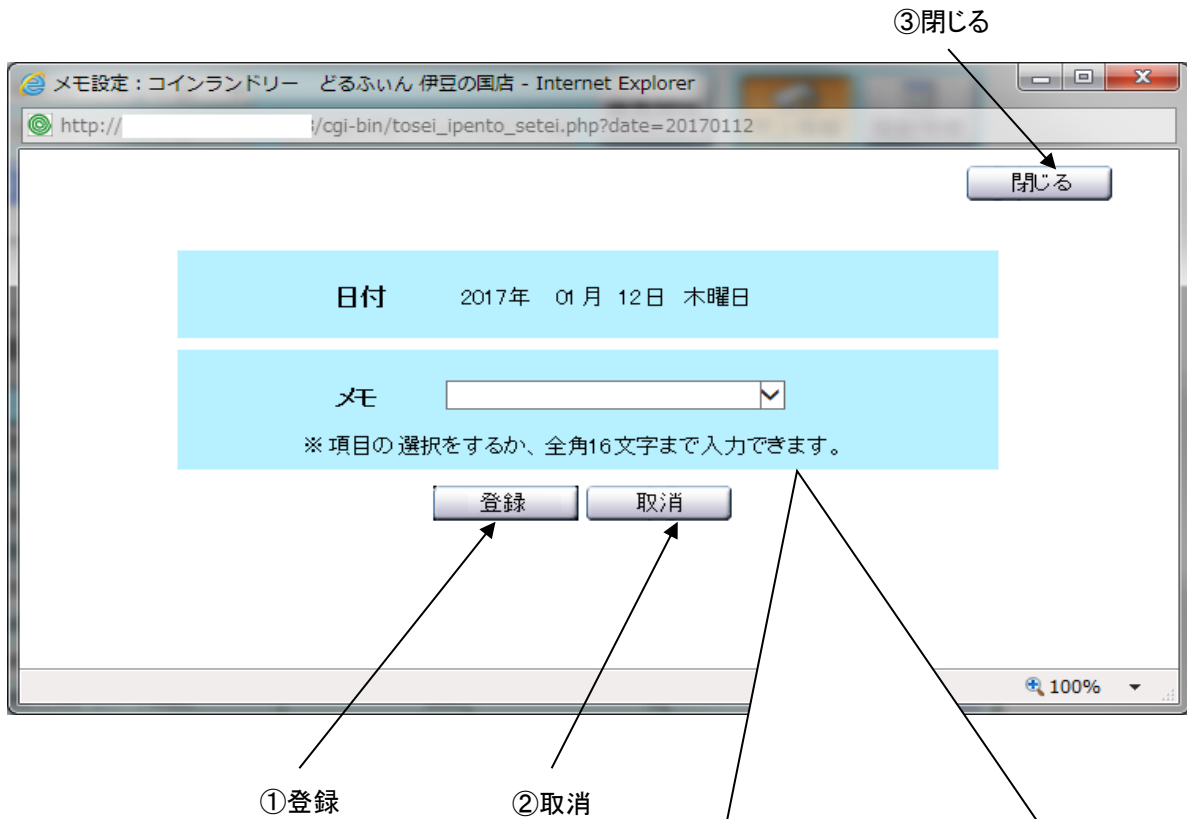 ③閉じる
メモ設定：コインランドリー　どるふぃん 伊豆の国店 - Internet Explorer
http:// /cgi-bin/tosei_ipento_setei.php?date=20170112
閉じる
日付 2017年 01月 12日 木曜日
メモ
※項目の選択をするか、全角16文字まで入力できます。
登録 取消
100%
①登録 ②取消